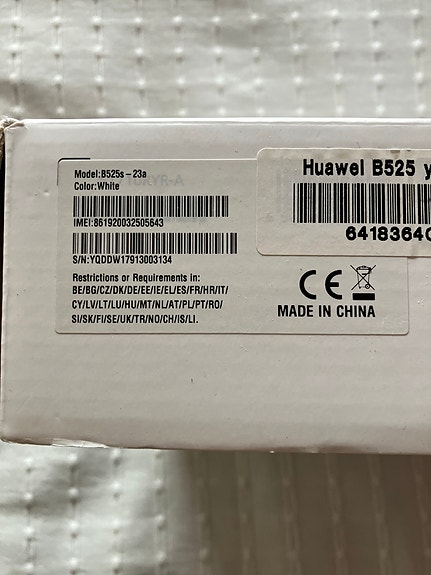 Model:B525s-23a
Color:White
IMEI:861920032505643
S/N:YQDDW17913003134
Restrictions or Requirements in:
BE/BG/CZ/DK/DE/EE/IE/EL/ES/FR/HR/IT/
CY/LV/LT/LU/HU/MT/NL/AT/PL/PT/RO/
SI/SK/FI/SE/UK/TR/NO/CH/IS/LI.
CE
MADE IN CHINA
Huawei B525 y
6418364